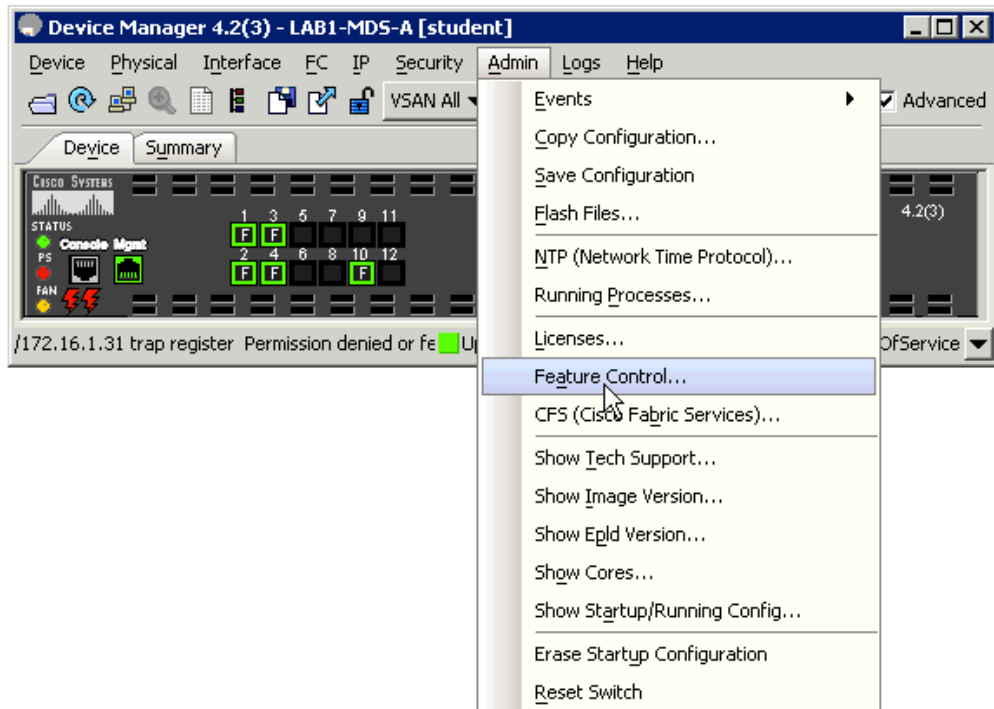 Device Manager 4.2(3) - LAB1-MDS-A [student]
Device Physical Interface FC IP Security Admin Logs Help
VSAN All
Advanced
Device Summary
CISCO SYSTEMS
STATUS
PS
FAN
Console Mgmt
1 3 5 7 9 11
F F
2 4 6 8 10 12
F F F
4.2(3)
/172.16.1.31 trap register Permission denied or fe
OfService
Events
Copy Configuration...
Save Configuration
Flash Files...
NTP (Network Time Protocol)...
Running Processes...
Licenses...
Feature Control...
CFS (Cisco Fabric Services)...
Show Tech Support...
Show Image Version...
Show Epld Version...
Show Cores...
Show Startup/Running Config...
Erase Startup Configuration
Reset Switch